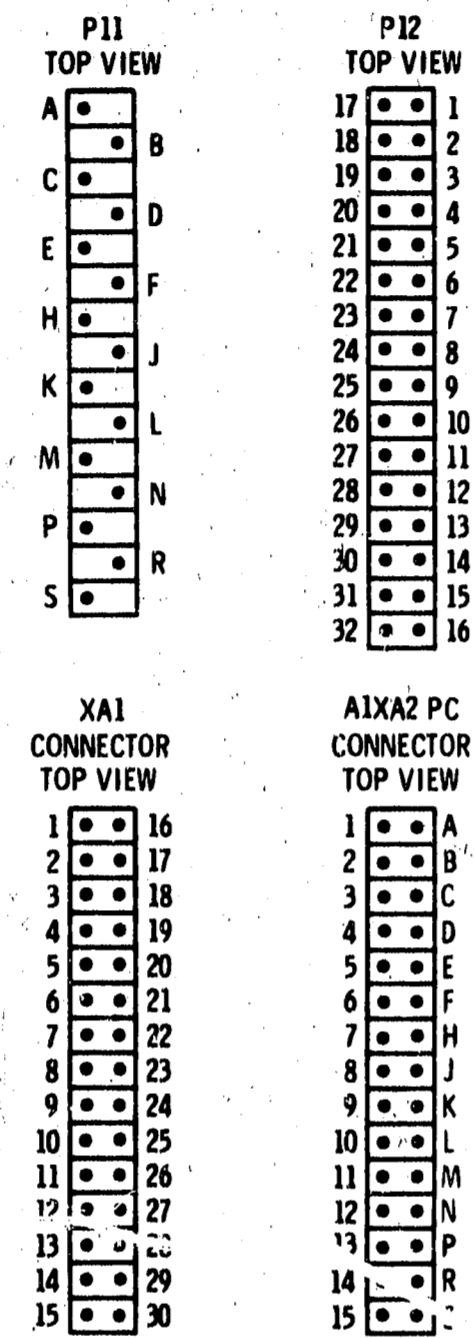 P11
TOP VIEW
A
B
C
D
E
F
H
J
K
L
M
N
P
R
S
P12
TOP VIEW
17 1
18 2
19 3
20 4
21 5
22 6
23 7
24 8
25 9
26 10
27 11
28 12
29 13
30 14
31 15
32 16
XA1
CONNECTOR
TOP VIEW
1 16
2 17
3 18
4 19
5 20
6 21
7 22
8 23
9 24
10 25
11 26
12 27
13
14 29
15 30
A1XA2 PC
CONNECTOR
TOP VIEW
1 A
2 B
3 C
4 D
5 E
6 F
7 H
8 J
9 K
10 L
11 M
12 N
13 P
14 R
15